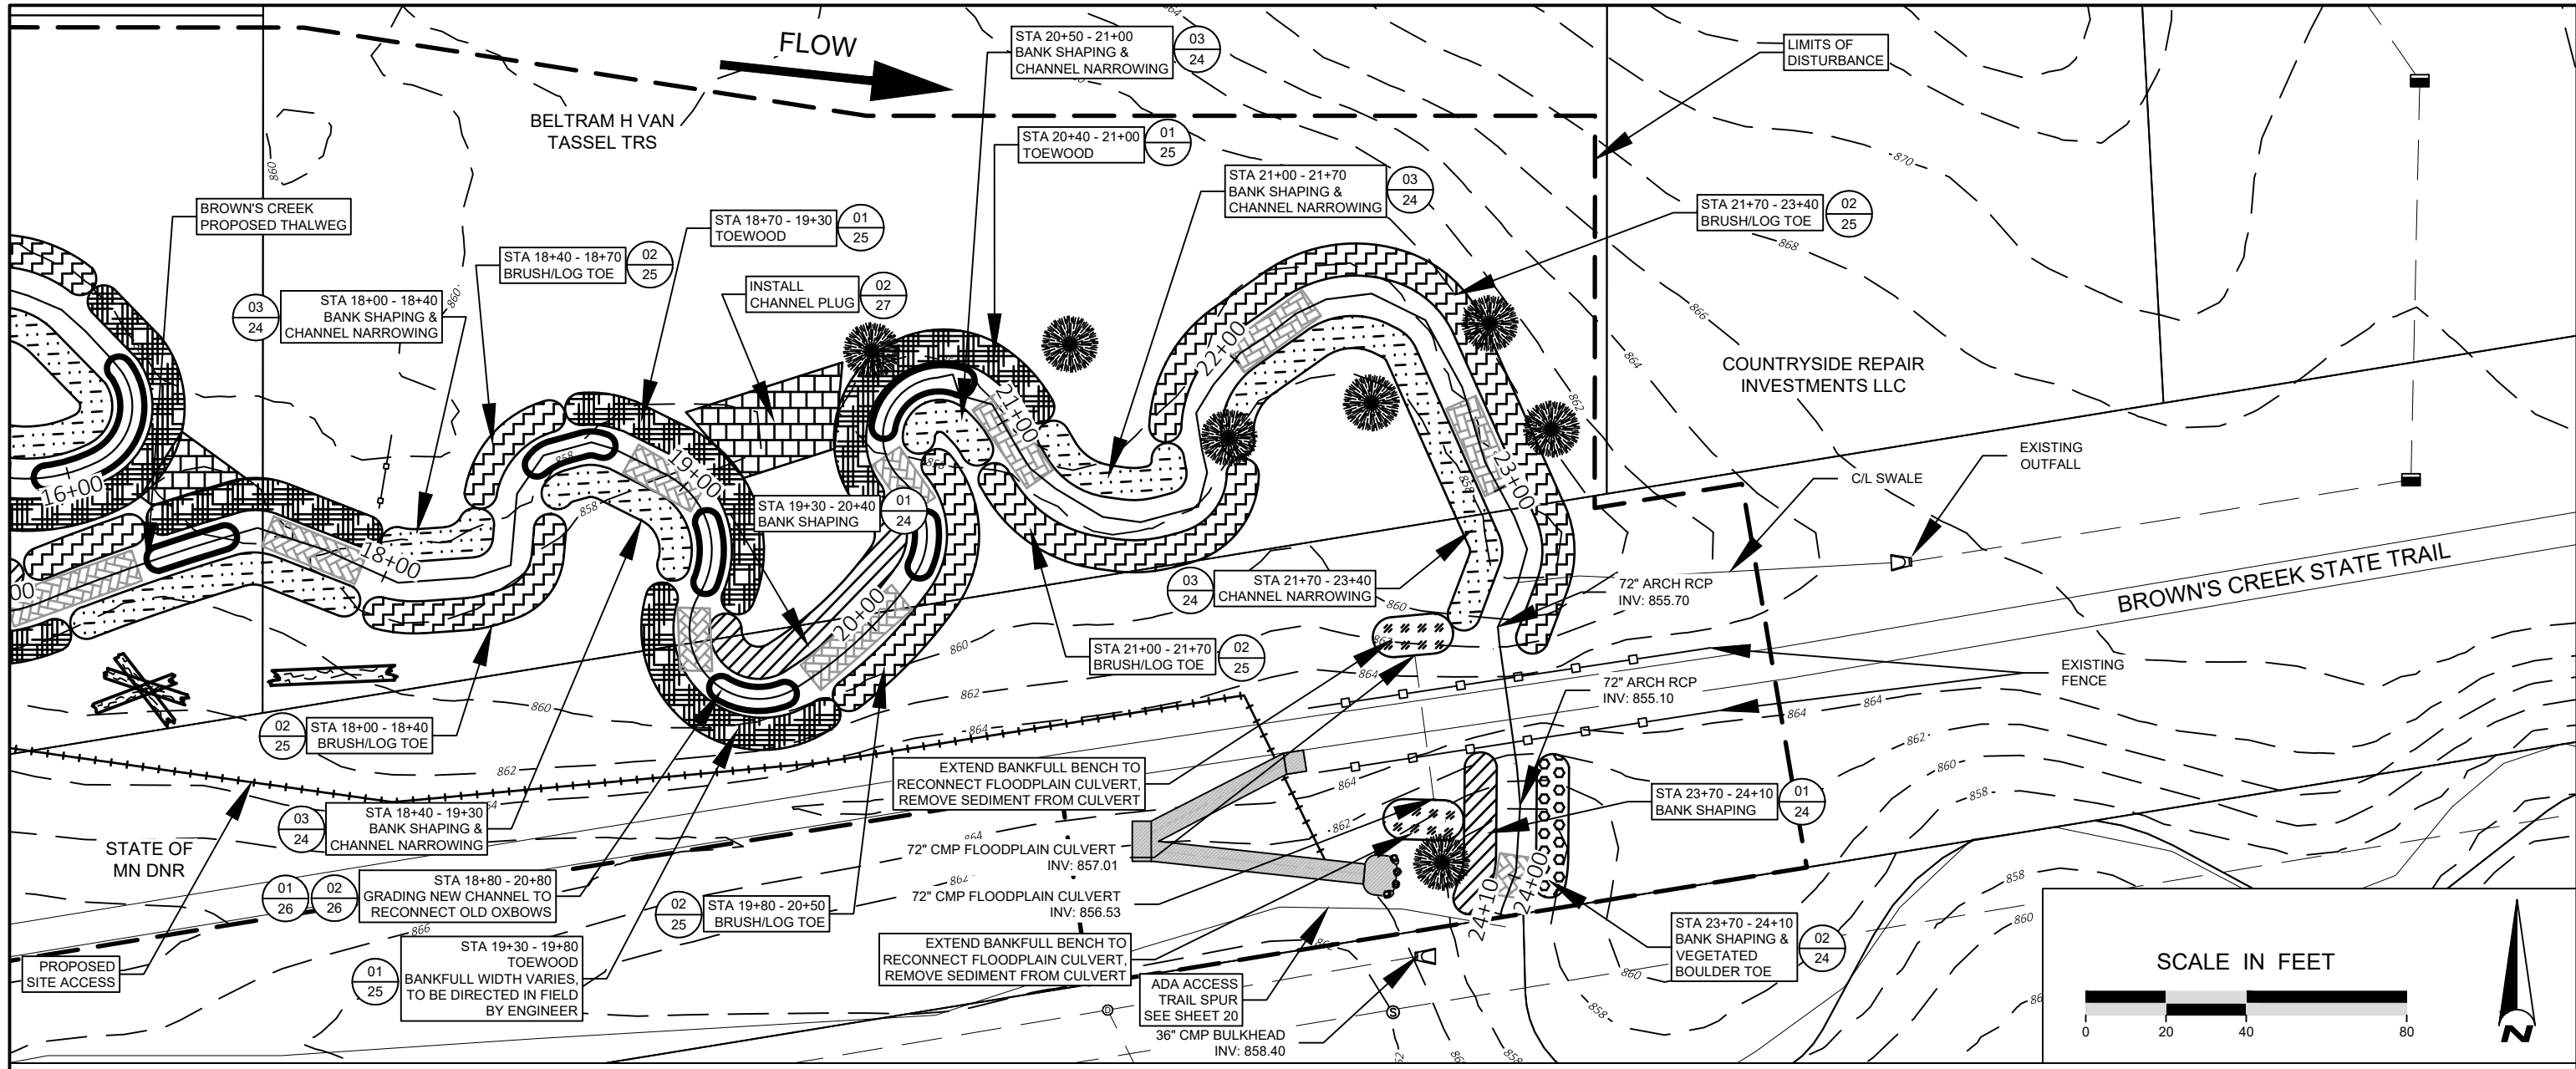 FLOW
BELTRAM H VAN
TASSEL TRS
STA 20+50 - 21+00
BANK SHAPING &
CHANNEL NARROWING
03
24
LIMITS OF
DISTURBANCE
STA 20+40 - 21+00
TOEWOOD
01
25
STA 21+00 - 21+70
BANK SHAPING &
CHANNEL NARROWING
03
24
STA 21+70 - 23+40
BRUSH/LOG TOE
02
25
BROWN'S CREEK
PROPOSED THALWEG
STA 18+70 - 19+30
TOEWOOD
01
25
STA 18+40 - 18+70
BRUSH/LOG TOE
02
25
03
24
STA 18+00 - 18+40
BANK SHAPING &
CHANNEL NARROWING
INSTALL
CHANNEL PLUG
02
27
860
860
870
868
866
864
862
COUNTRYSIDE REPAIR
INVESTMENTS LLC
EXISTING
OUTFALL
C/L SWALE
BROWN'S CREEK STATE TRAIL
16+00
18+00
19+00
20+00
21+00
22+00
23+00
24+00
24+10
00
858
858
858
858
STA 19+30 - 20+40
BANK SHAPING
01
24
03
24
STA 21+70 - 23+40
CHANNEL NARROWING
860
72" ARCH RCP
INV: 855.70
STA 21+00 - 21+70
BRUSH/LOG TOE
02
25
72" ARCH RCP
INV: 855.10
EXISTING
FENCE
02
25
STA 18+00 - 18+40
BRUSH/LOG TOE
860
862
864
860
862
864
864
864
862
860
858
03
24
STA 18+40 - 19+30
BANK SHAPING &
CHANNEL NARROWING
EXTEND BANKFULL BENCH TO
RECONNECT FLOODPLAIN CULVERT,
REMOVE SEDIMENT FROM CULVERT
864
862
STA 23+70 - 24+10
BANK SHAPING
01
24
STATE OF
MN DNR
864
72" CMP FLOODPLAIN CULVERT
INV: 857.01
862
72" CMP FLOODPLAIN CULVERT
INV: 856.53
01
26
02
26
STA 18+80 - 20+80
GRADING NEW CHANNEL TO
RECONNECT OLD OXBOWS
02
25
STA 19+80 - 20+50
BRUSH/LOG TOE
866
01
25
STA 19+30 - 19+80
TOEWOOD
BANKFULL WIDTH VARIES,
TO BE DIRECTED IN FIELD
BY ENGINEER
PROPOSED
SITE ACCESS
EXTEND BANKFULL BENCH TO
RECONNECT FLOODPLAIN CULVERT,
REMOVE SEDIMENT FROM CULVERT
ADA ACCESS
TRAIL SPUR
SEE SHEET 20
36" CMP BULKHEAD
INV: 858.40
STA 23+70 - 24+10
BANK SHAPING &
VEGETATED
BOULDER TOE
02
24
860
858
858
860
858
D
S
SCALE IN FEET
0 20 40 80
N